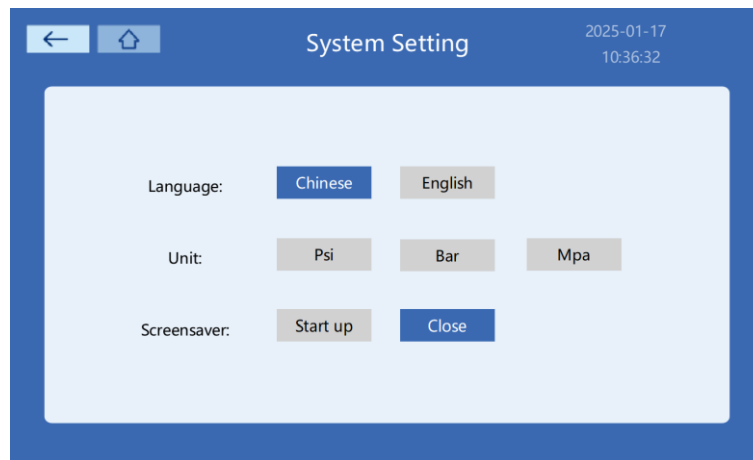 System Setting
2025-01-17
10:36:32
Language: Chinese English
Unit: Psi Bar Mpa
Screensaver: Start up Close